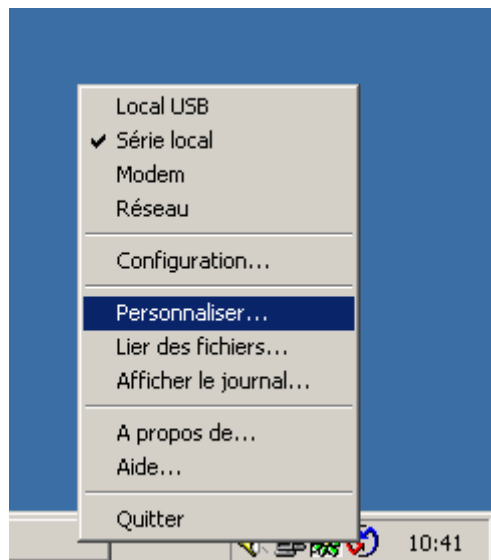 Local USB
Série local
Modem
Réseau
Configuration...
Personnaliser...
Lier des fichiers...
Afficher le journal...
A propos de...
Aide...
Quitter
10:41